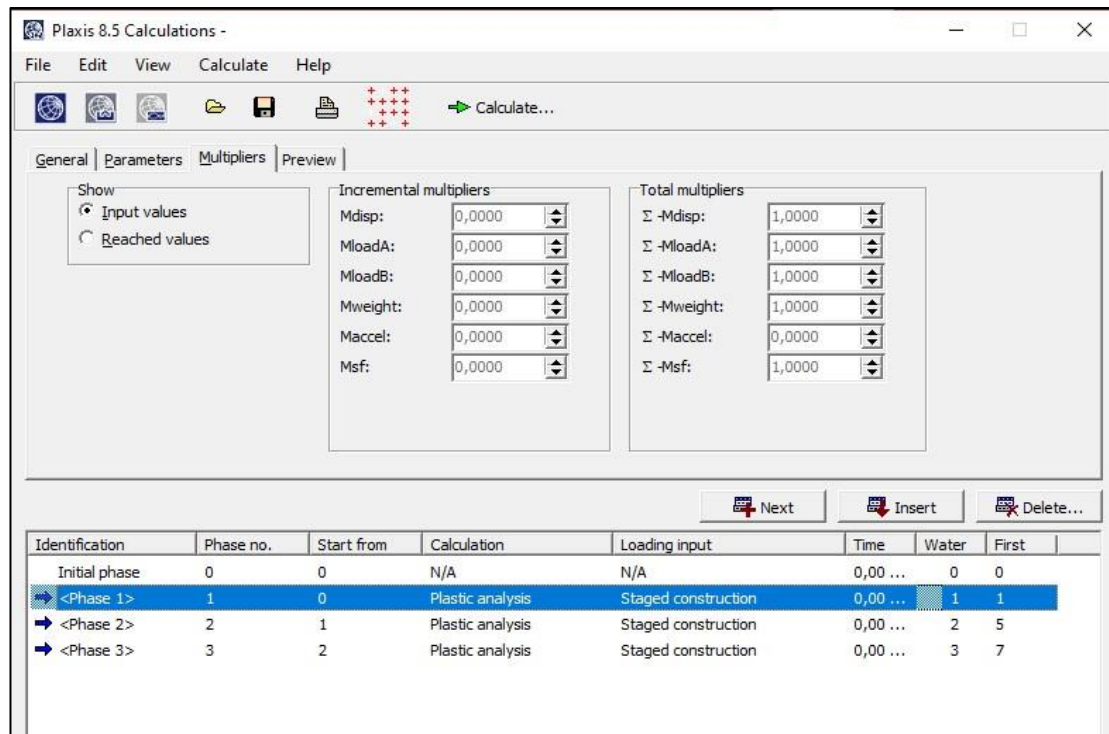 Plaxis 8.5 Calculations -
File Edit View Calculate Help
Calculate...
General Parameters Multipliers Preview
Show
Input values
Reached values
Incremental multipliers
Mdisp: 0,0000
MloadA: 0,0000
MloadB: 0,0000
Mweight: 0,0000
Maccel: 0,0000
Msf: 0,0000
Total multipliers
Σ -Mdisp: 1,0000
Σ -MloadA: 1,0000
Σ -MloadB: 1,0000
Σ -Mweight: 1,0000
Σ -Maccel: 0,0000
Σ -Msf: 1,0000
Next Insert Delete...
Identification Phase no. Start from Calculation Loading input Time Water First
Initial phase 0 0 N/A N/A 0,00 ... 0 0
<Phase 1> 1 0 Plastic analysis Staged construction 0,00 ... 1 1
<Phase 2> 2 1 Plastic analysis Staged construction 0,00 ... 2 5
<Phase 3> 3 2 Plastic analysis Staged construction 0,00 ... 3 7